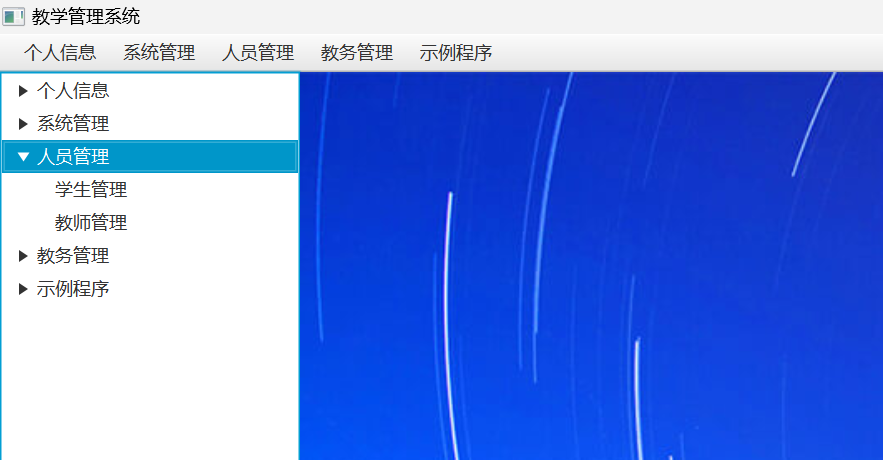 教学管理系统
个人信息 系统管理 人员管理 教务管理 示例程序
个人信息
系统管理
人员管理
学生管理
教师管理
教务管理
示例程序